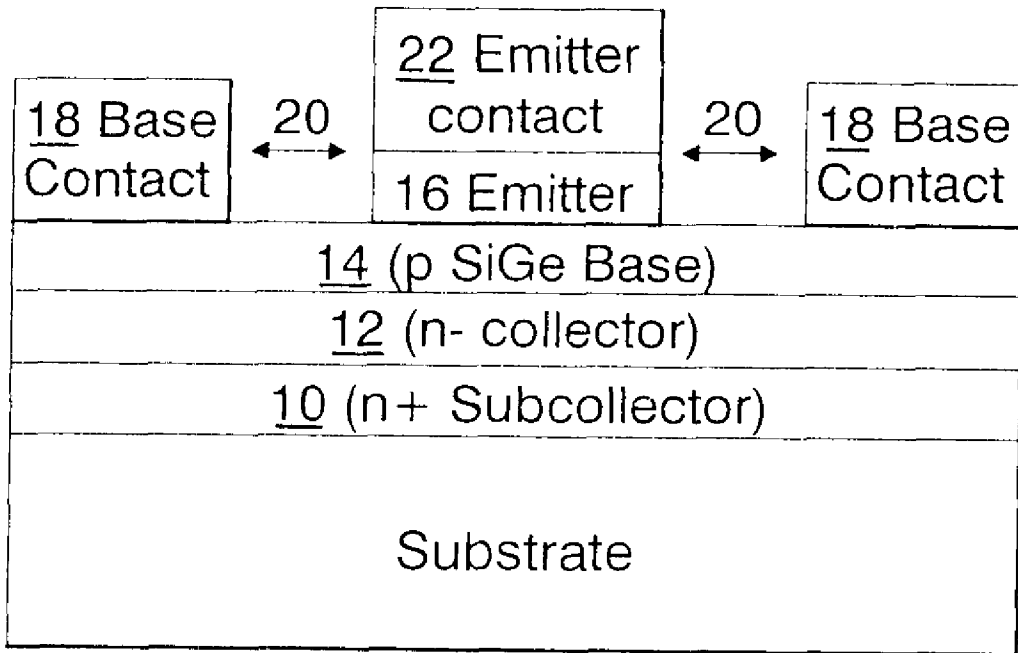 22 Emitter
contact
18 Base
Contact
20
20
18 Base
Contact
16 Emitter
14 (p SiGe Base)
12 (n- collector)
10 (n+ Subcollector)
Substrate